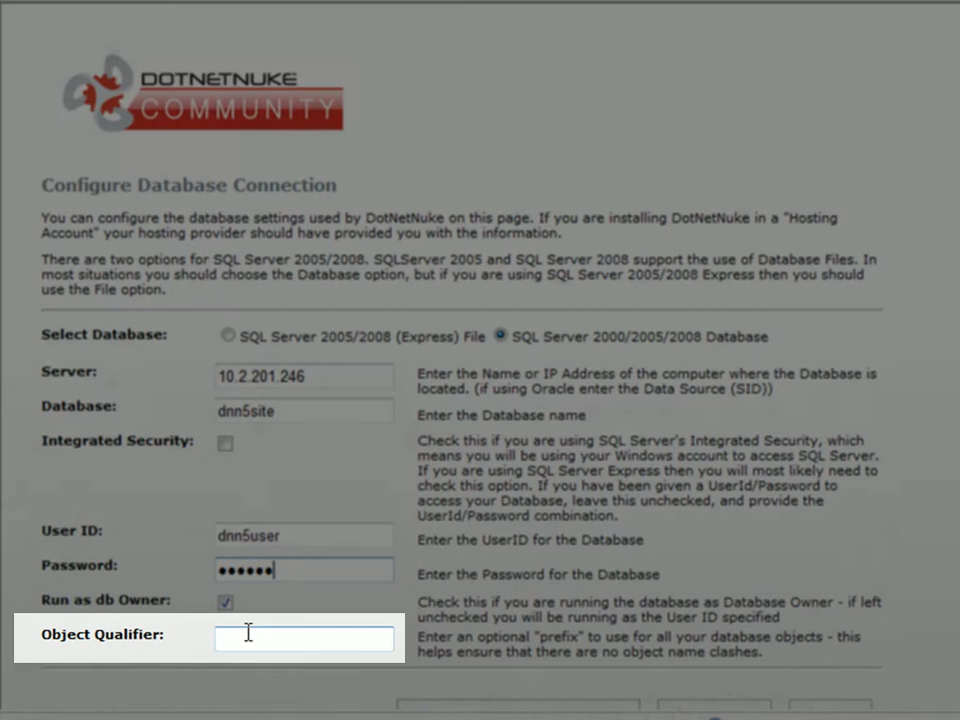 DOTNETNUKE
COMMUNITY
Configure Database Connection
You can configure the database settings used by DotNetNuke on this page. If you are installing DotNetNuke in a "Hosting
Account" your hosting provider should have provided you with the information.
There are two options for SQL Server 2005/2008. SQLServer 2005 and SQL Server 2008 support the use of Database Files. In
most situations you should choose the Database option, but if you are using SQL Server 2005/2008 Express then you should
use the File option.
Select Database: SQL Server 2005/2008 (Express) File SQL Server 2000/2005/2008 Database
Server: 10.2.201.246 Enter the Name or IP Address of the computer where the Database is
located. (if using Oracle enter the Data Source (SID))
Database: dnn5site Enter the Database name
Integrated Security: Check this if you are using SQL Server's Integrated Security, which
means you will be using your Windows account to access SQL Server.
If you are using SQL Server Express then you will most likely need to
check this option. If you have been given a UserId/Password to
access your Database, leave this unchecked, and provide the
UserId/Password combination.
User ID: dnn5user Enter the UserID for the Database
Password: •••••• Enter the Password for the Database
Run as db Owner: Check this if you are running the database as Database Owner - if left
unchecked you will be running as the User ID specified
Object Qualifier: Enter an optional "prefix" to use for all your database objects - this
helps ensure that there are no object name clashes.